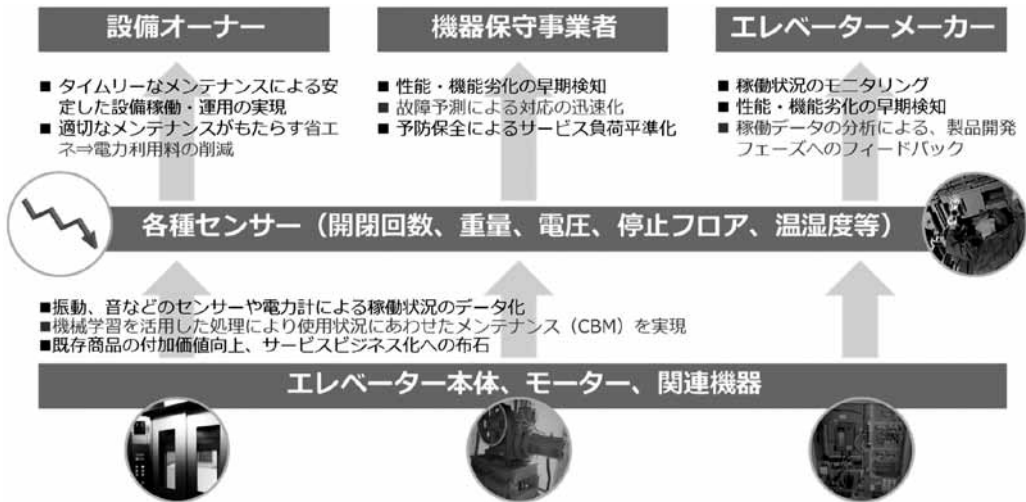 設備オーナー
機器保守事業者
エレベーターメーカー
■ タイムリーなメンテナンスによる安
定した設備稼働・運用の実現
■ 適切なメンテナンスがもたらす省エ
ネ⇒電力利用料の削減
■ 性能・機能劣化の早期検知
■ 故障予測による対応の迅速化
■ 予防保全によるサービス負荷平準化
■ 稼働状況のモニタリング
■ 性能・機能劣化の早期検知
■ 稼働データの分析による、製品開発
フェーズへのフィードバック
各種センサー（開閉回数、重量、電圧、停止フロア、温湿度等）
■振動、音などのセンサーや電力計による稼働状況のデータ化
■機械学習を活用した処理により使用状況にあわせたメンテナンス（CBM）を実現
■既存商品の付加価値向上、サービスビジネス化への布石
エレベーター本体、モーター、関連機器